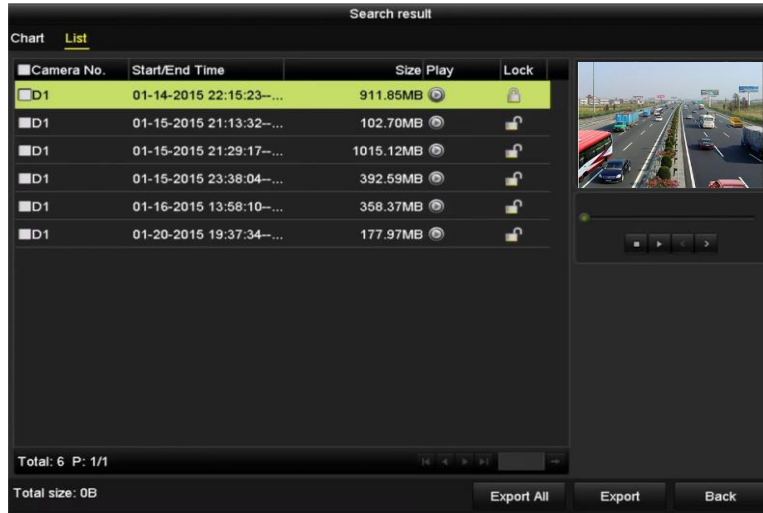 Search result
Chart List
Camera No. Start/End Time Size Play Lock
D1 01-14-2015 22:15:23--... 911.85MB
D1 01-15-2015 21:13:32--... 102.70MB
D1 01-15-2015 21:29:17--... 1015.12MB
D1 01-15-2015 23:38:04--... 392.59MB
D1 01-16-2015 13:58:10--... 358.37MB
D1 01-20-2015 19:37:34--... 177.97MB
Total: 6 P: 1/1
Total size: 0B
Export All Export Back